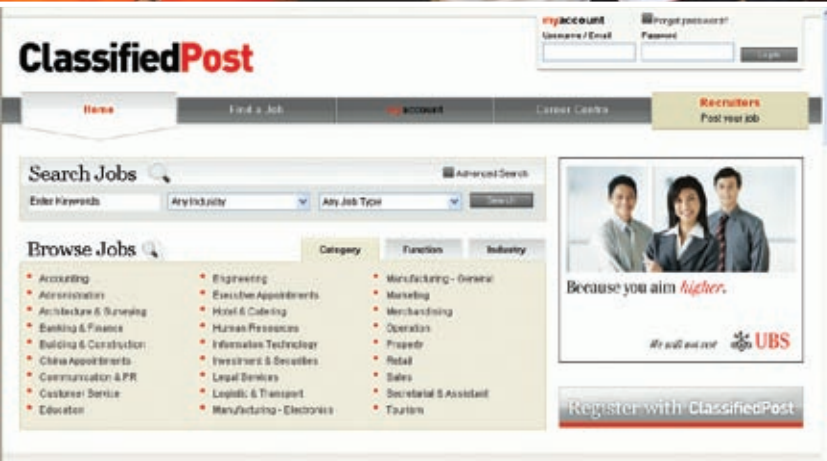 myaccount
Forgot password?
Username / Email
Password
Login
ClassifiedPost
Home
Find a Job
myaccount
Career Centre
Recruiters
Post your job
Search Jobs
Advanced Search
Enter Keywords
Any Industry
Any Job Type
Search
Browse Jobs
Category
Function
Industry
Accounting
Administration
Architecture & Surveying
Banking & Finance
Building & Construction
China Appointments
Communication & PR
Customer Service
Education
Engineering
Executive Appointments
Hotel & Catering
Human Resources
Information Technology
Investment & Securities
Legal Services
Logistic & Transport
Manufacturing - Electronics
Manufacturing - General
Marketing
Merchandising
Operation
Property
Retail
Sales
Secretarial & Assistant
Tourism
Because you aim higher.
We will not rest
UBS
Register with ClassifiedPost